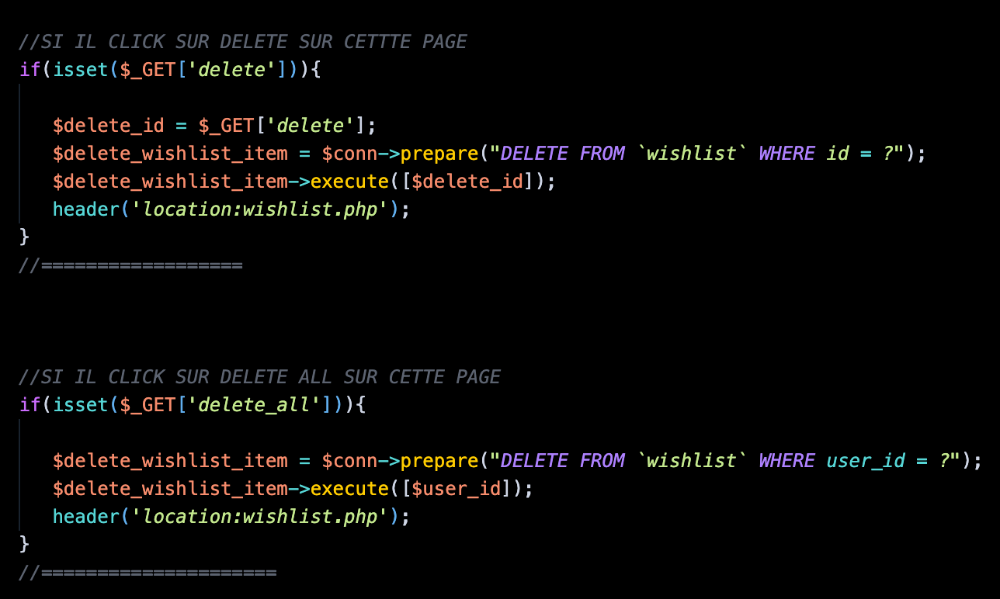 //SI IL CLICK SUR DELETE SUR CETTTE PAGE
if(isset($_GET['delete'])){
$delete_id = $_GET['delete'];
$delete_wishlist_item = $conn->prepare("DELETE FROM `wishlist` WHERE id = ?");
$delete_wishlist_item->execute([$delete_id]);
header('location:wishlist.php');
}
//==================
//SI IL CLICK SUR DELETE ALL SUR CETTE PAGE
if(isset($_GET['delete_all'])){
$delete_wishlist_item = $conn->prepare("DELETE FROM `wishlist` WHERE user_id = ?");
$delete_wishlist_item->execute([$user_id]);
header('location:wishlist.php');
}
//=====================